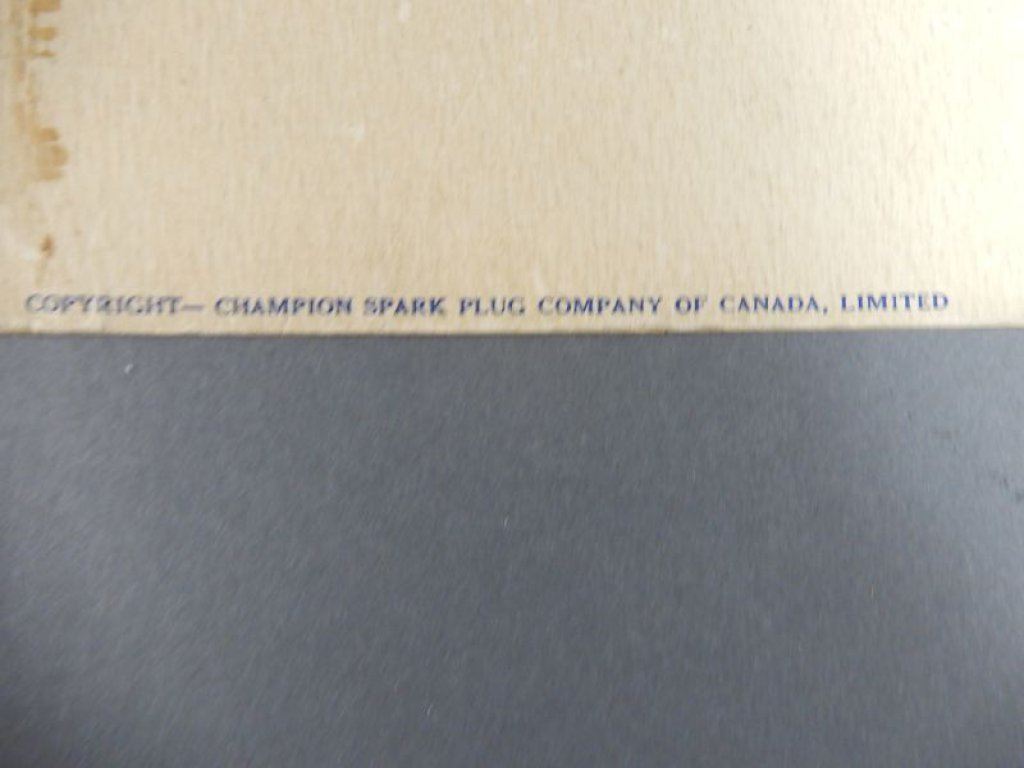 COPYRIGHT— CHAMPION SPARK PLUG COMPANY OF CANADA, LIMITED